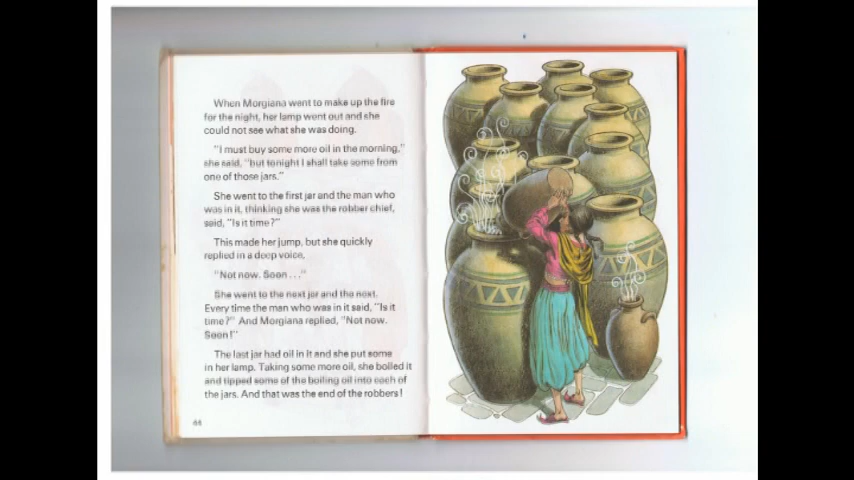 When Morgiana went to make up the fire
for the night, her lamp went out and she
could not see what she was doing.
"I must buy some more oil in the morning,"
she said, "but tonight I shall take some from
one of those jars."
She went to the first jar and the man who
was in it, thinking she was the robber chief,
said, "Is it time?"
This made her jump, but she quickly
replied in a deep voice,
"Not now. Soon . . ."
She went to the next jar and the next.
Every time the man who was in it said, "Is it
time?" And Morgiana replied, "Not now.
Soon!"
The last jar had oil in it and she put some
in her lamp. Taking some more oil, she boiled it
and tipped some of the boiling oil into each of
the jars. And that was the end of the robbers!
44